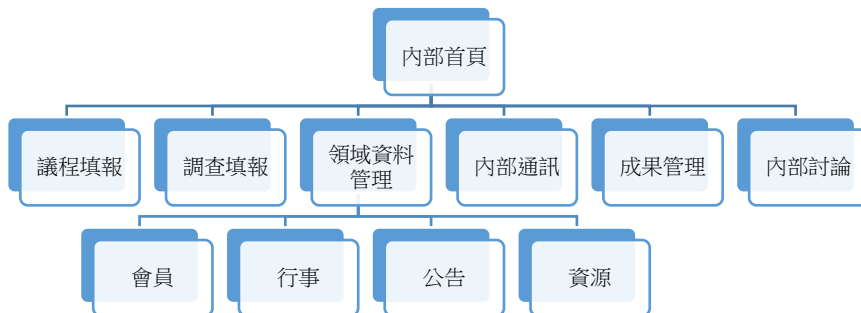 內部首頁
議程填報
調查填報
領域資料
管理
內部通訊
成果管理
內部討論
會員
行事
公告
資源